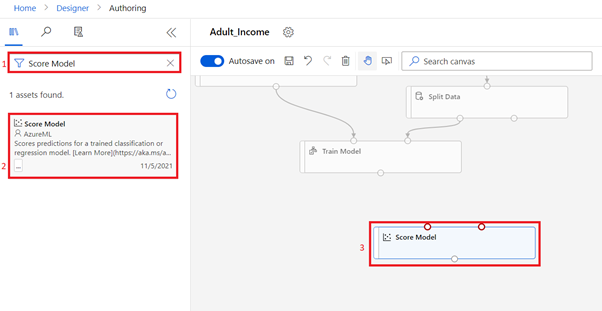 Home > Designer > Authoring
Adult_Income
1
Score Model
Autosave on
Search canvas
1 assets found.
2
Score Model
AzureML
Scores predictions for a trained classification or
regression model. [Learn More](https://aka.ms/a...
...
11/5/2021
Split Data
Train Model
3
Score Model